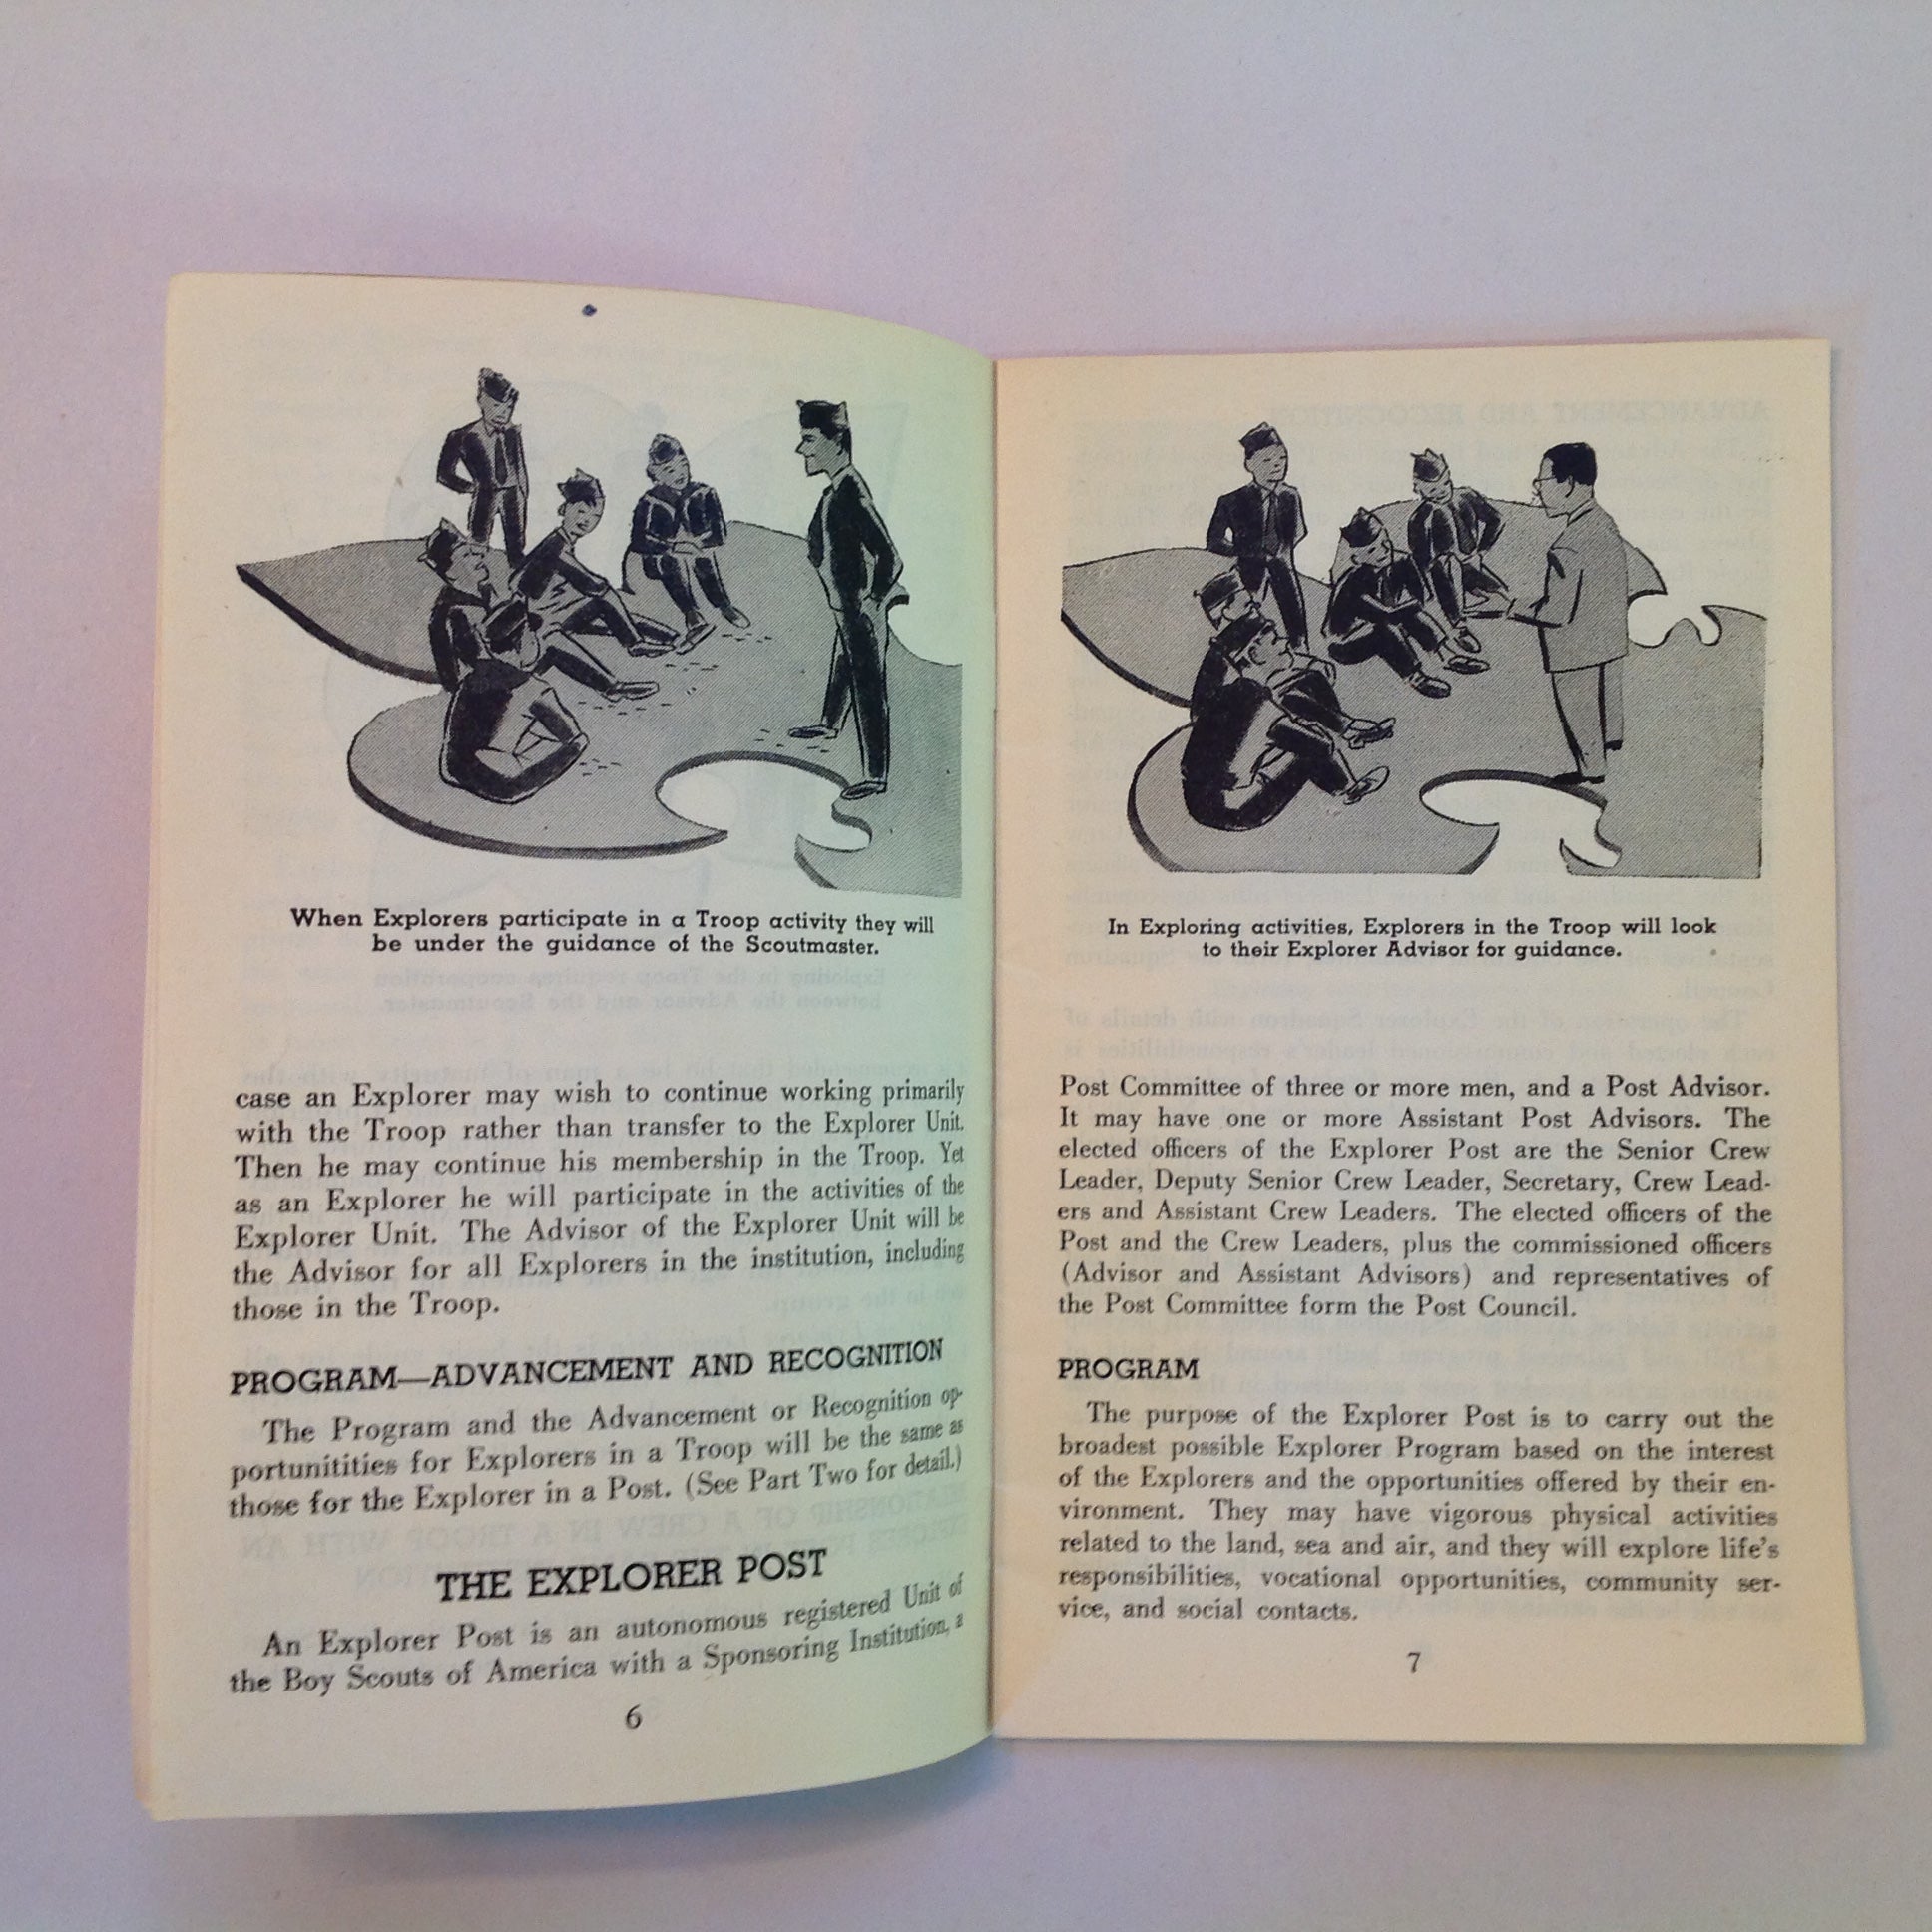 When Explorers participate in a Troop activity they will
be under the guidance of the Scoutmaster.
case an Explorer may wish to continue working primarily
with the Troop rather than transfer to the Explorer Unit.
Then he may continue his membership in the Troop. Yet
as an Explorer he will participate in the activities of the
Explorer Unit. The Advisor of the Explorer Unit will be
the Advisor for all Explorers in the institution, including
those in the Troop.
PROGRAM—ADVANCEMENT AND RECOGNITION
The Program and the Advancement or Recognition op-
portunitities for Explorers in a Troop will be the same as
those for the Explorer in a Post. (See Part Two for detail.)
THE EXPLORER POST
An Explorer Post is an autonomous registered Unit of
the Boy Scouts of America with a Sponsoring Institution, a
6
In Exploring activities, Explorers in the Troop will look
to their Explorer Advisor for guidance.
Post Committee of three or more men, and a Post Advisor.
It may have one or more Assistant Post Advisors. The
elected officers of the Explorer Post are the Senior Crew
Leader, Deputy Senior Crew Leader, Secretary, Crew Lead-
ers and Assistant Crew Leaders. The elected officers of the
Post and the Crew Leaders, plus the commissioned officers
(Advisor and Assistant Advisors) and representatives of
the Post Committee form the Post Council.
PROGRAM
The purpose of the Explorer Post is to carry out the
broadest possible Explorer Program based on the interest
of the Explorers and the opportunities offered by their en-
vironment. They may have vigorous physical activities
related to the land, sea and air, and they will explore life's
responsibilities, vocational opportunities, community ser-
vice, and social contacts.
7